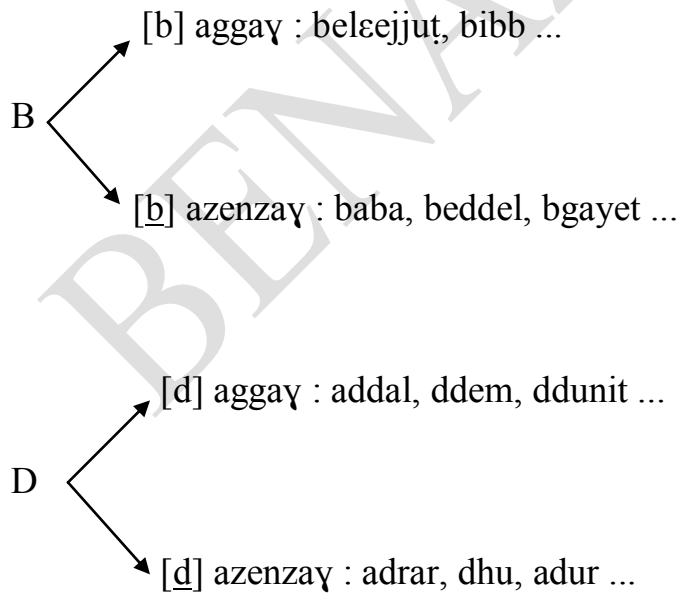 [b] aggaɣ : belɛejjuṭ, bibb ...
B
[b] azenzaɣ : baba, beddel, bgayet ...
[d] aggaɣ : addal, ddem, ddunit ...
D
[d] azenzaɣ : adrar, dhu, adur ...